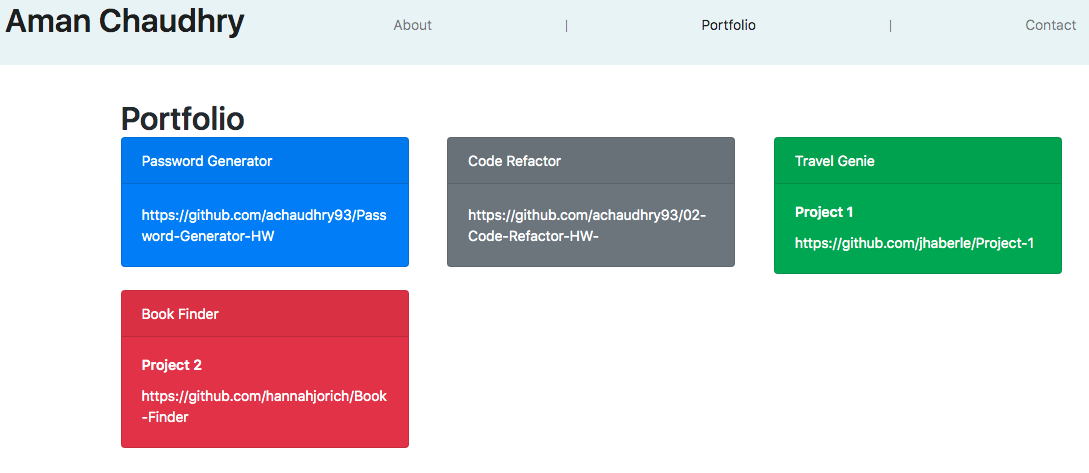 Aman Chaudhry
About | Portfolio | Contact
Portfolio
Password Generator
https://github.com/achaudhry93/Pass
word-Generator-HW
Code Refactor
https://github.com/achaudhry93/02-
Code-Refactor-HW-
Travel Genie
Project 1
https://github.com/jhaberle/Project-1
Book Finder
Project 2
https://github.com/hannahjorich/Book
-Finder